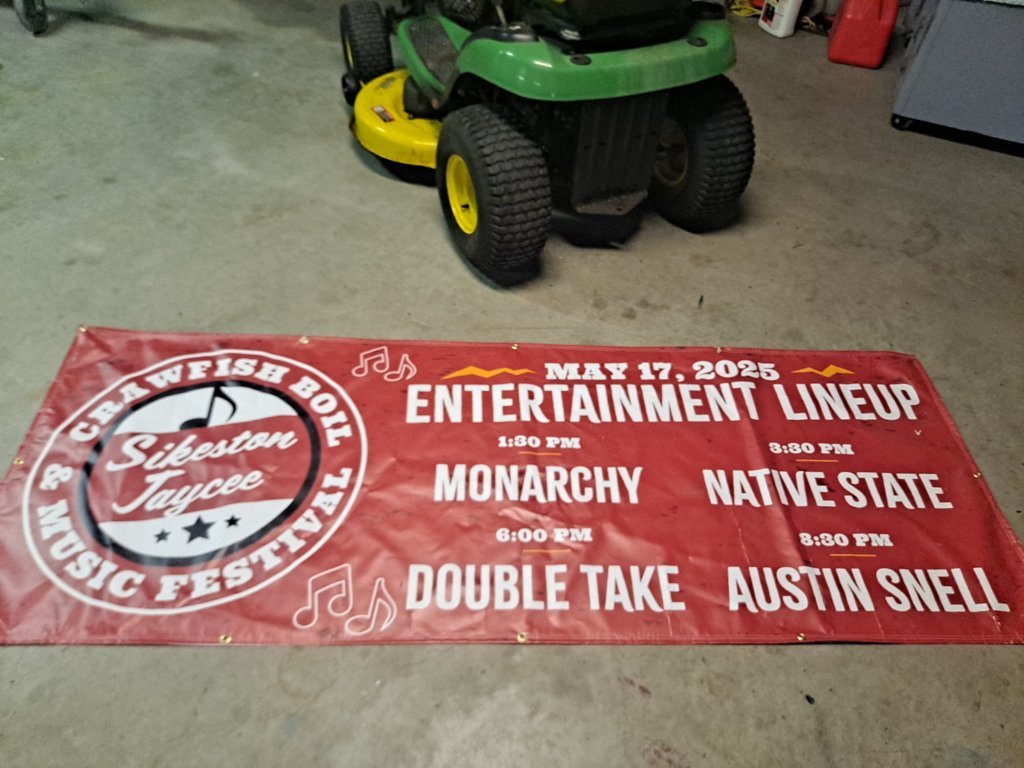 CRAWFISH BOIL
& MUSIC FESTIVAL
Sikeston
Jaycee
MAY 17, 2025
ENTERTAINMENT LINEUP
1:30 PM
MONARCHY
3:30 PM
NATIVE STATE
6:00 PM
DOUBLE TAKE
8:30 PM
AUSTIN SNELL